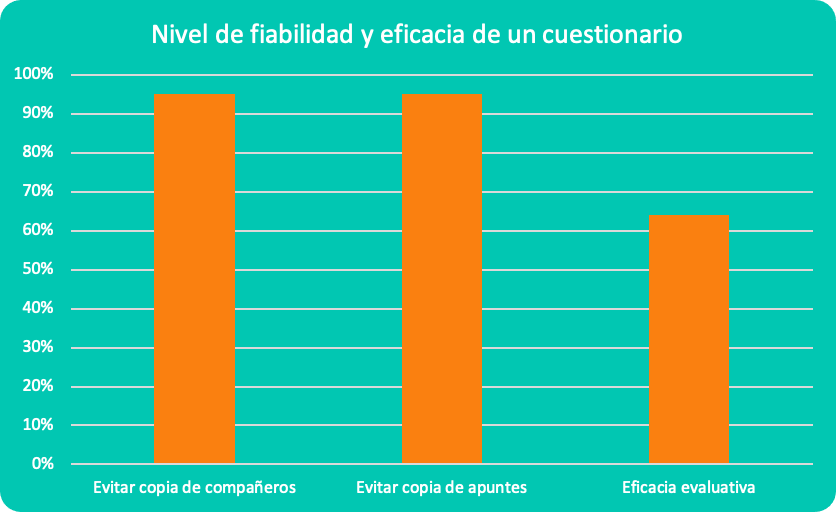 Nivel de fiabilidad y eficacia de un cuestionario
100%
90%
80%
70%
60%
50%
40%
30%
20%
10%
0%
Evitar copia de compañeros
Evitar copia de apuntes
Eficacia evaluativa